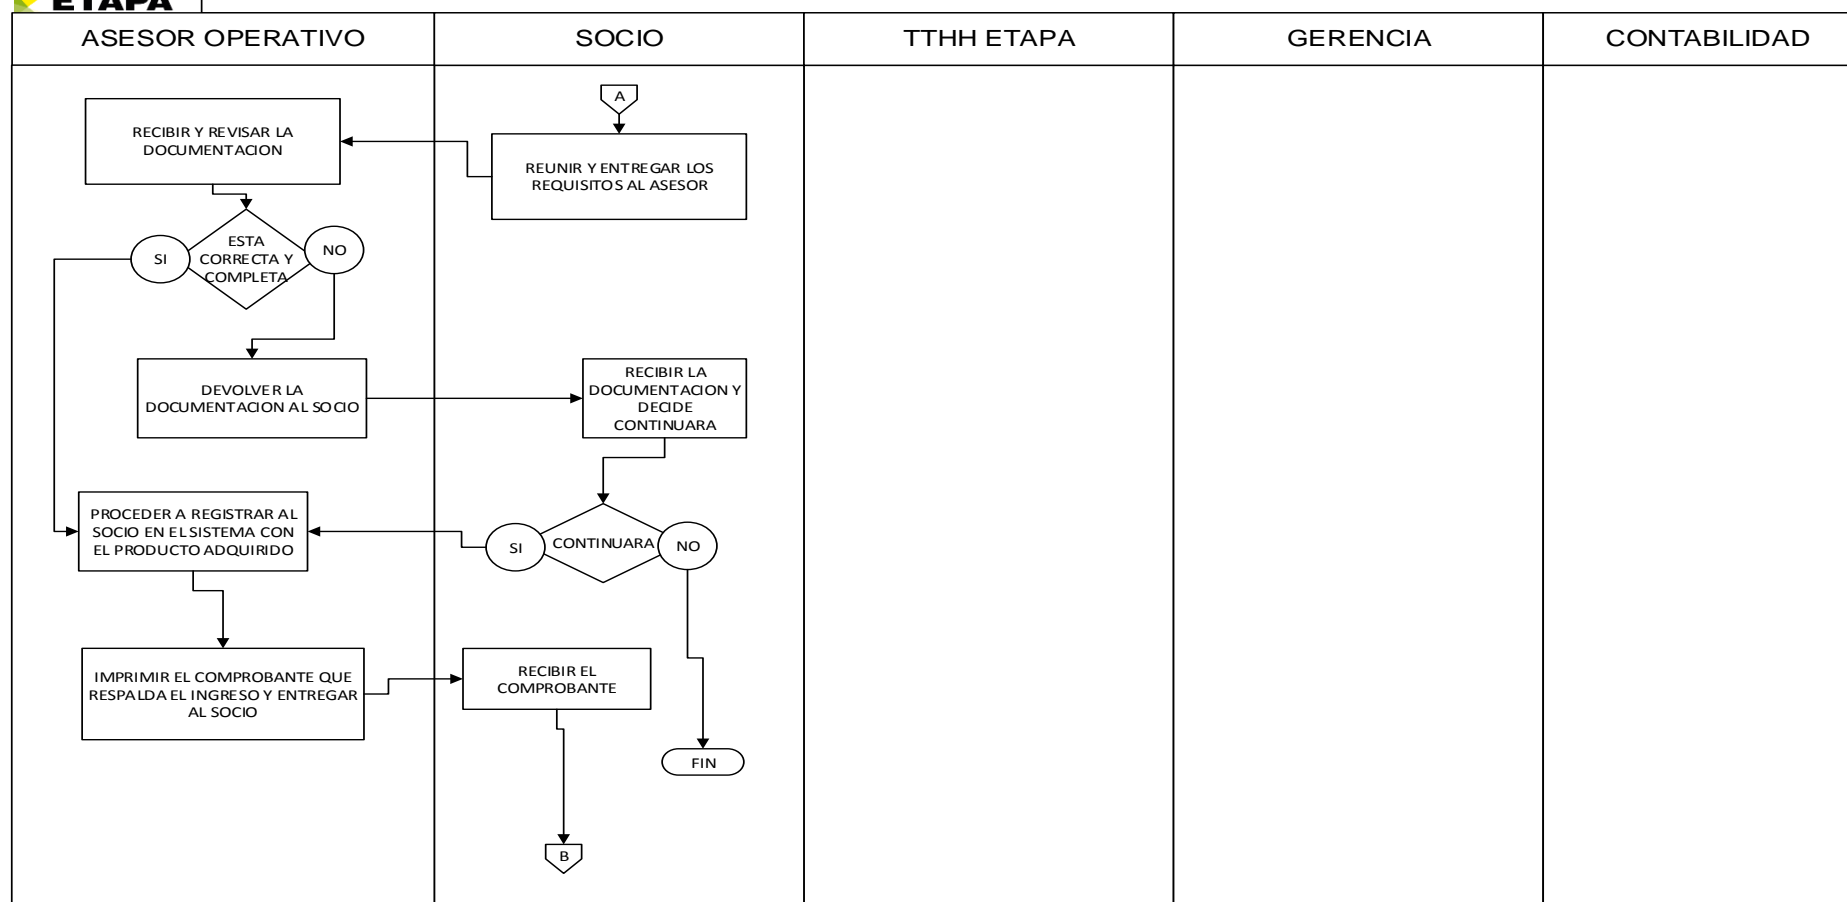 ETAPA
ASESOR OPERATIVO
SOCIO
TTHH ETAPA
GERENCIA
CONTABILIDAD
A
RECIBIR Y REVISAR LA
DOCUMENTACION
REUNIR Y ENTREGAR LOS
REQUISITOS AL ASESOR
ESTA
CORRECTA Y
COMPLETA
SI
NO
DEVOLVER LA
DOCUMENTACION AL SOCIO
RECIBIR LA
DOCUMENTACION Y
DECIDE
CONTINUARA
PROCEDER A REGISTRAR AL
SOCIO EN EL SISTEMA CON
EL PRODUCTO ADQUIRIDO
SI
CONTINUARA
NO
IMPRIMIR EL COMPROBANTE QUE
RESPALDA EL INGRESO Y ENTREGAR
AL SOCIO
RECIBIR EL
COMPROBANTE
FIN
B